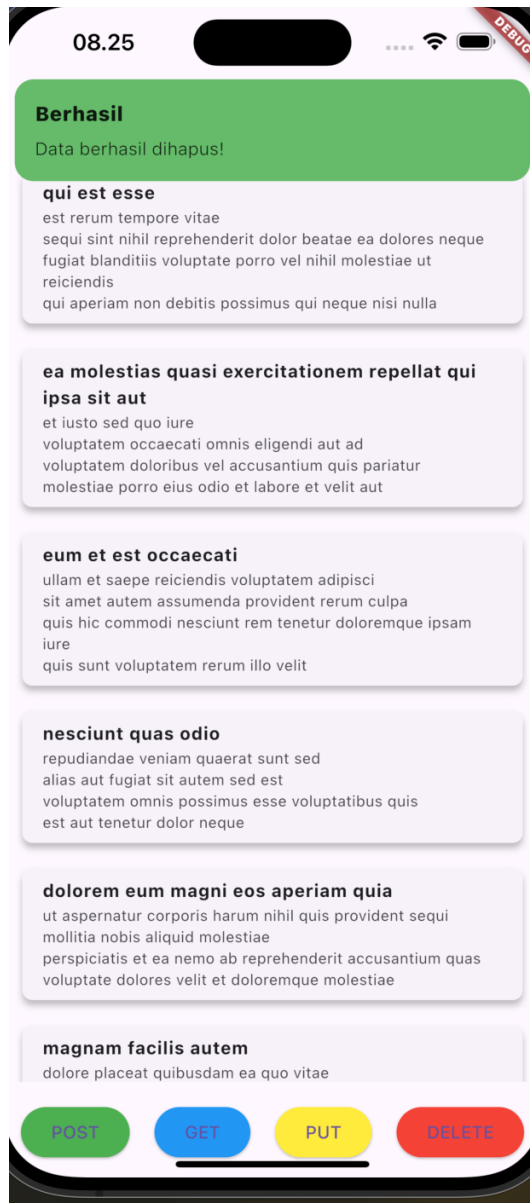 08.25
DEBUG
Berhasil
Data berhasil dihapus!
qui est esse
est rerum tempore vitae
sequi sint nihil reprehenderit dolor beatae ea dolores neque
fugiat blanditiis voluptate porro vel nihil molestiae ut
reiciendis
qui aperiam non debitis possimus qui neque nisi nulla
ea molestias quasi exercitationem repellat qui
ipsa sit aut
et iusto sed quo iure
voluptatem occaecati omnis eligendi aut ad
voluptatem doloribus vel accusantium quis pariatur
molestiae porro eius odio et labore et velit aut
eum et est occaecati
ullam et saepe reiciendis voluptatem adipisci
sit amet autem assumenda provident rerum culpa
quis hic commodi nesciunt rem tenetur doloremque ipsam
iure
quis sunt voluptatem rerum illo velit
nesciunt quas odio
repudiandae veniam quaerat sunt sed
alias aut fugiat sit autem sed est
voluptatem omnis possimus esse voluptatibus quis
est aut tenetur dolor neque
dolorem eum magni eos aperiam quia
ut aspernatur corporis harum nihil quis provident sequi
mollitia nobis aliquid molestiae
perspiciatis et ea nemo ab reprehenderit accusantium quas
voluptate dolores velit et doloremque molestiae
magnam facilis autem
dolore placeat quibusdam ea quo vitae
POST
GET
PUT
DELETE